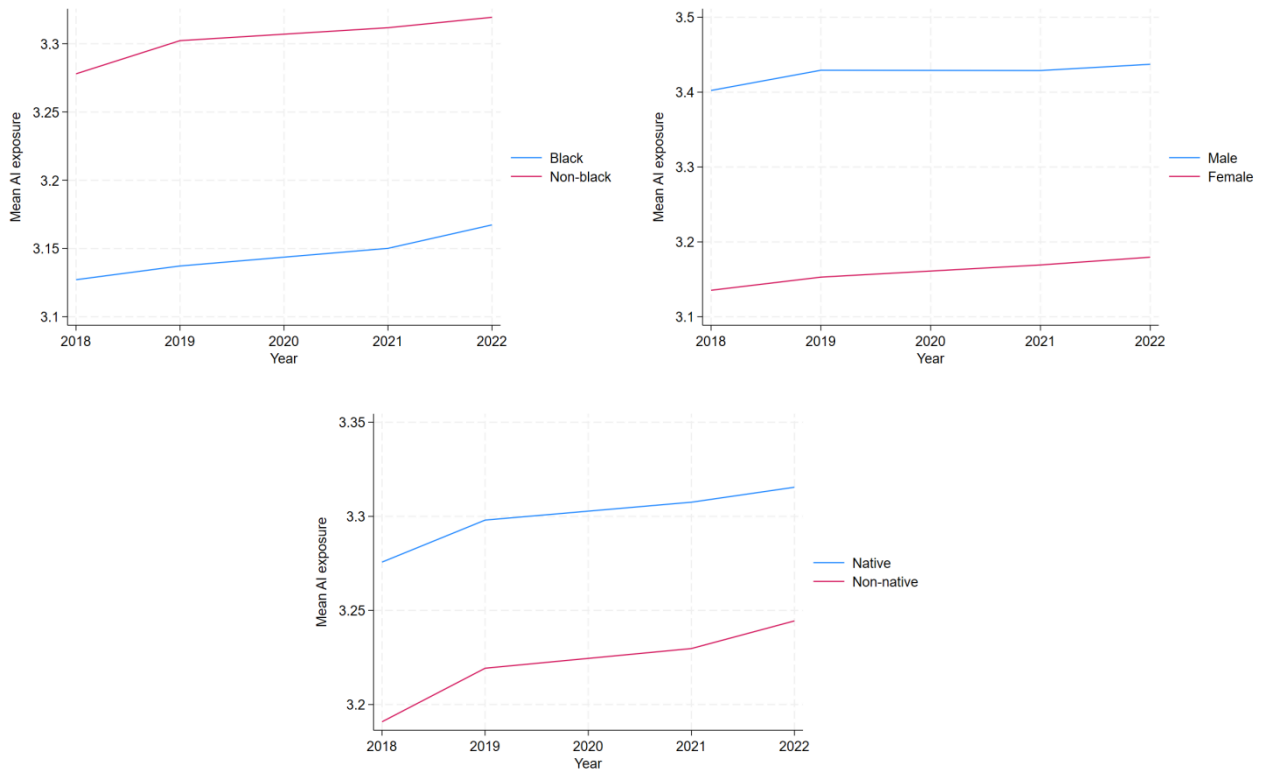 Mean AI exposure
3.3
3.25
3.2
3.15
3.1
2018 2019 2020 2021 2022
Year
Black
Non-black
Mean AI exposure
3.5
3.4
3.3
3.2
3.1
2018 2019 2020 2021 2022
Year
Male
Female
Mean AI exposure
3.35
3.3
3.25
3.2
2018 2019 2020 2021 2022
Year
Native
Non-native